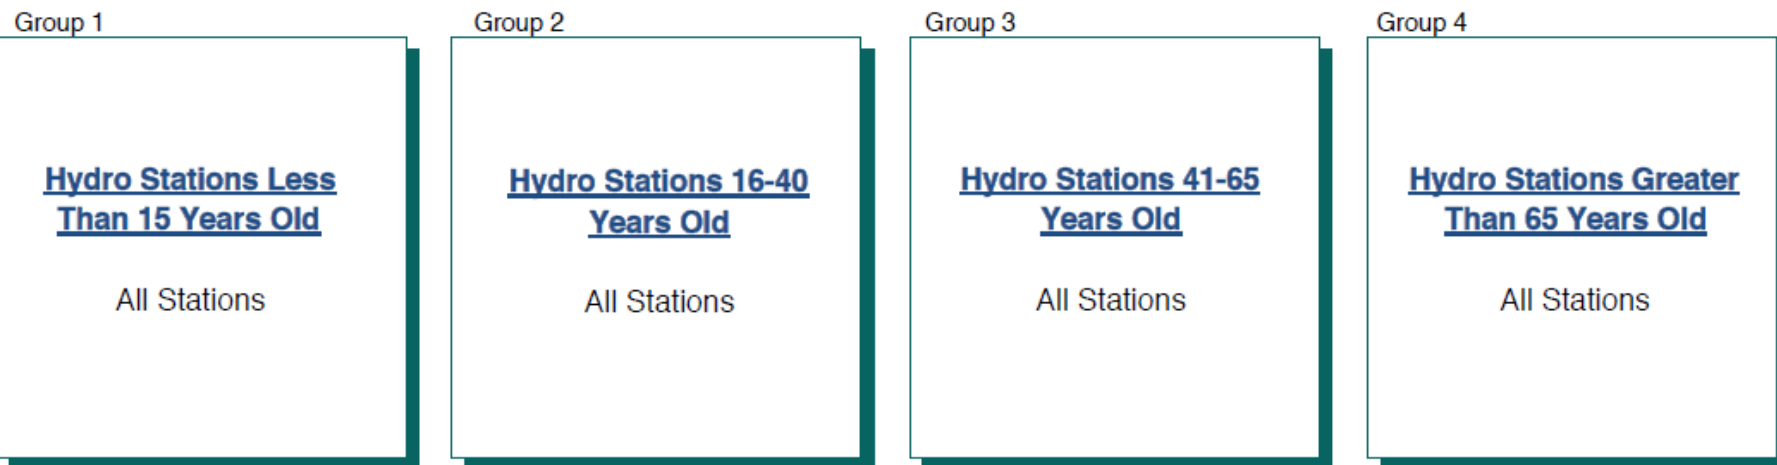 Group 1
Hydro Stations Less
Than 15 Years Old
All Stations
Group 2
Hydro Stations 16-40
Years Old
All Stations
Group 3
Hydro Stations 41-65
Years Old
All Stations
Group 4
Hydro Stations Greater
Than 65 Years Old
All Stations